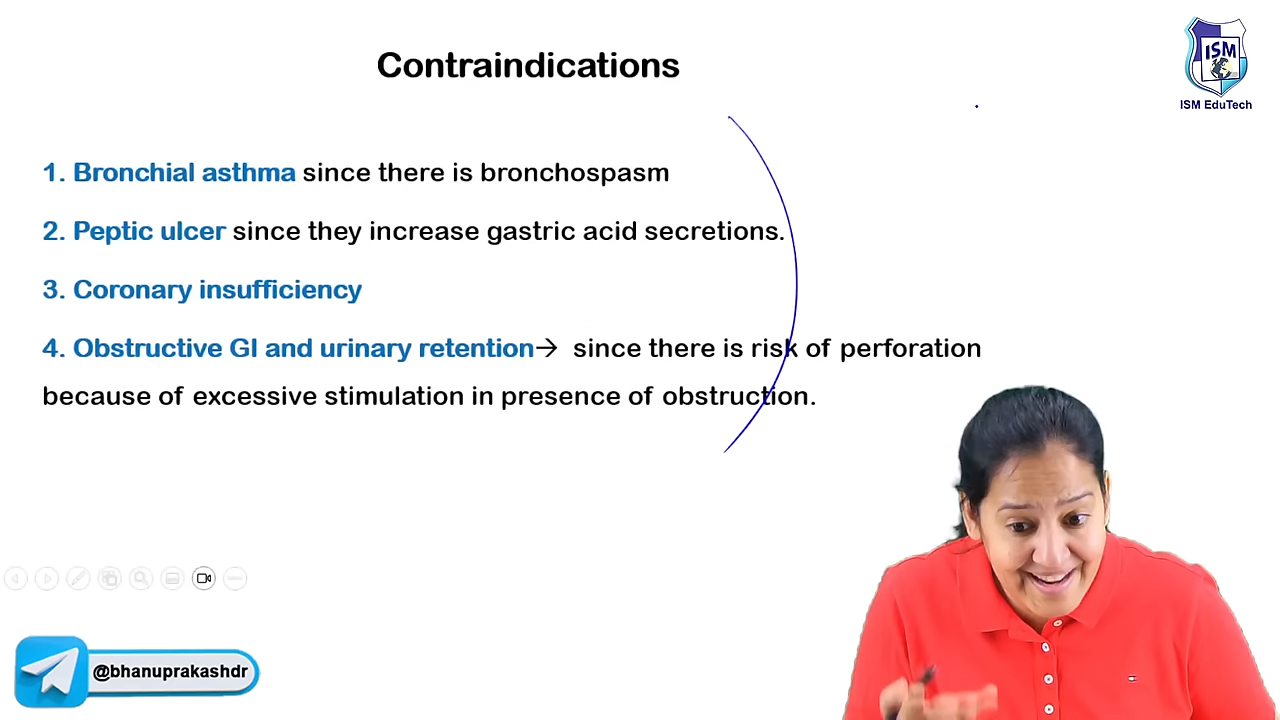 Contraindications
ISM
ISM EduTech
1. Bronchial asthma since there is bronchospasm
2. Peptic ulcer since they increase gastric acid secretions.
3. Coronary insufficiency
4. Obstructive GI and urinary retention→ since there is risk of perforation
because of excessive stimulation in presence of obstruction.
@bhanuprakashdr